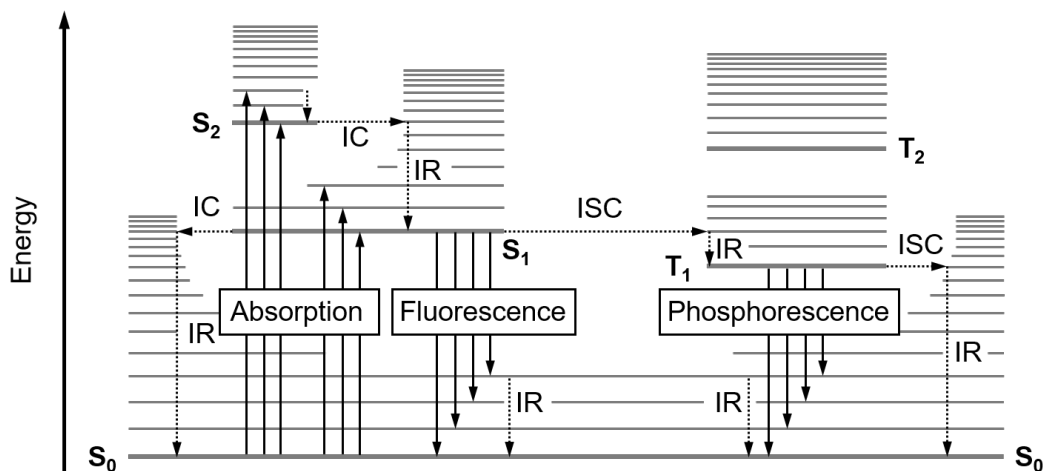 Energy
S₂
IC
IR
T₂
IC
S₁
ISC
IR
T₁
ISC
Absorption
Fluorescence
Phosphorescence
IR
IR
IR
IR
S₀
S₀